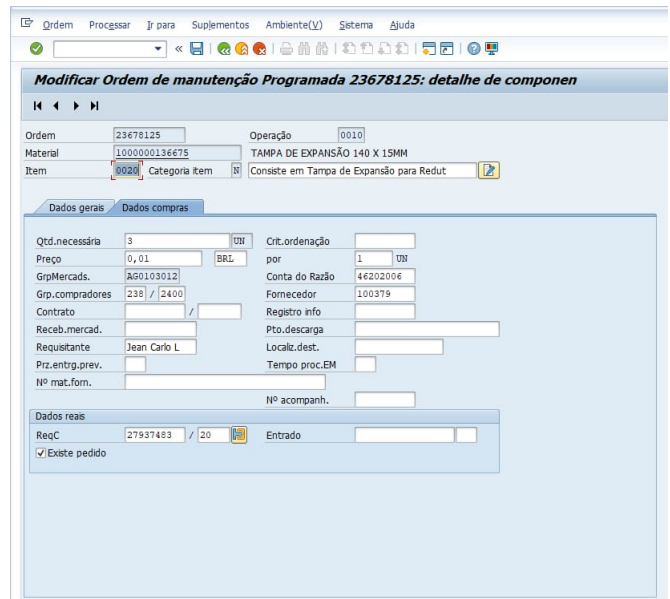 Ordem Processar Ir para Suplementos Ambiente(V) Sistema Ajuda
Modificar Ordem de manutenção Programada 23678125: detalhe de componen
Ordem 23678125 Operação 0010
Material 1000000136675 TAMPA DE EXPANSÃO 140 X 15MM
Item 0020 Categoria item N Consiste em Tampa de Expansão para Redut
Dados gerais Dados compras
Qtd.necessária 3 UN Crit.ordenação
Preço 0,01 BRL por 1 UN
GrpMercads. AG0103012 Conta do Razão 46202006
Grp.compradores 238 / 2400 Fornecedor 100379
Contrato / Registro info
Receb.mercad. Pto.descarga
Requisitante Jean Carlo L Localiz.dest.
Prz.entrg.prev. Tempo proc.EM
Nº mat.forn.
Nº acompanh.
Dados reais
ReqC 27937483 / 20 Entrado
Existe pedido